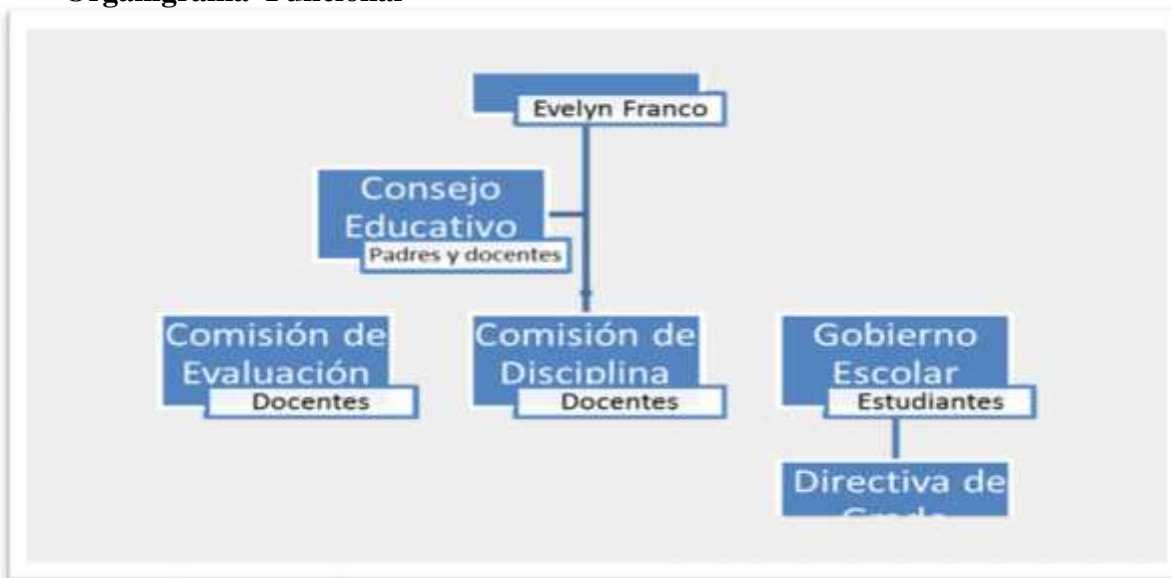 Organigrama Funcional
Evelyn Franco
Consejo
Educativo
Padres y docentes
Comisión de
Evaluación
Docentes
Comisión de
Disciplina
Docentes
Gobierno
Escolar
Estudiantes
Directiva de
Grado